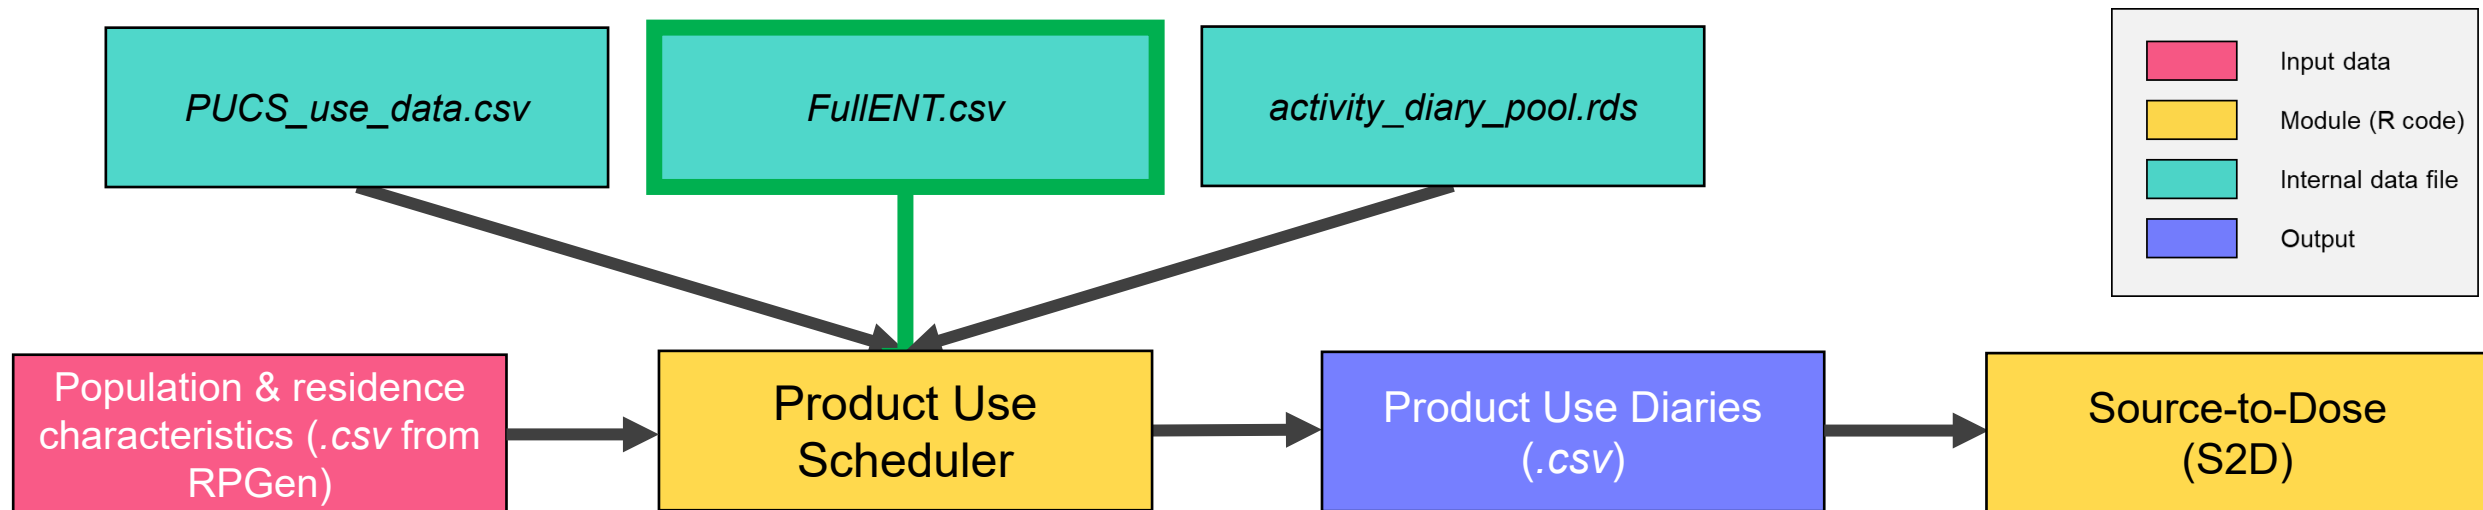 PUCS_use_data.csv
FullENT.csv
activity_diary_pool.rds
Input data
Module (R code)
Internal data file
Output
Population & residence
characteristics (.csv from
RPGen)
Product Use
Scheduler
Product Use Diaries
(.csv)
Source-to-Dose
(S2D)